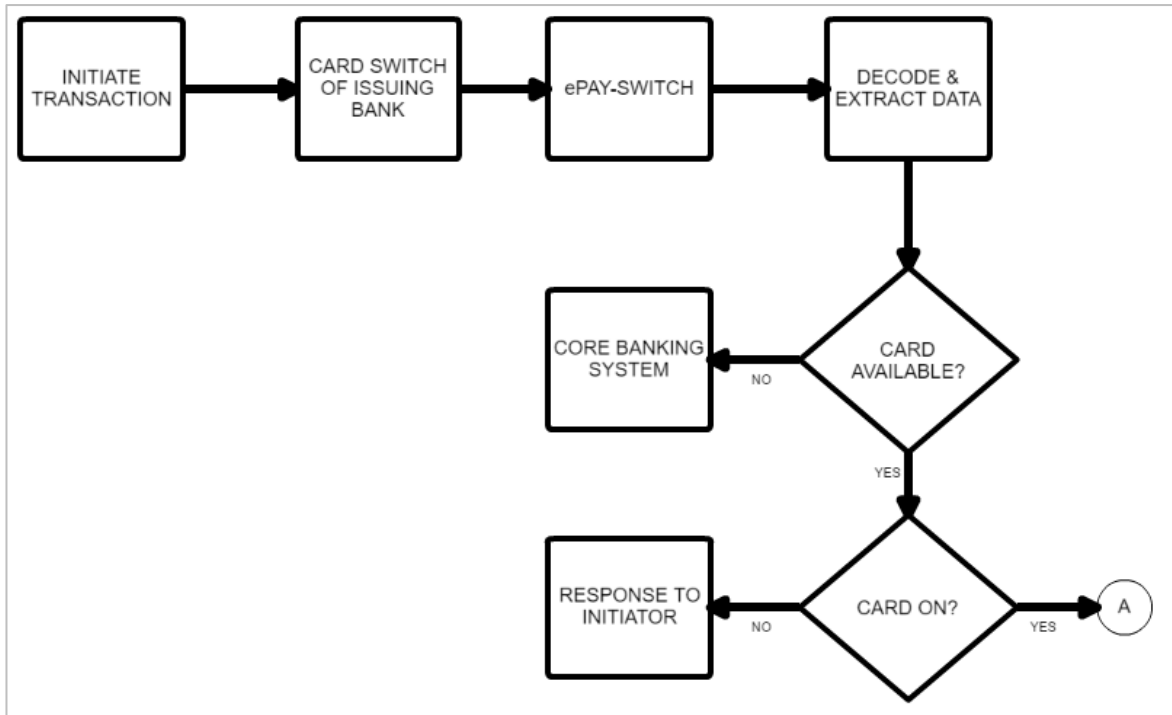 INITIATE
TRANSACTION
CARD SWITCH
OF ISSUING
BANK
ePAY-SWITCH
DECODE &
EXTRACT DATA
CORE BANKING
SYSTEM
NO
CARD
AVAILABLE?
YES
RESPONSE TO
INITIATOR
NO
CARD ON?
YES
A